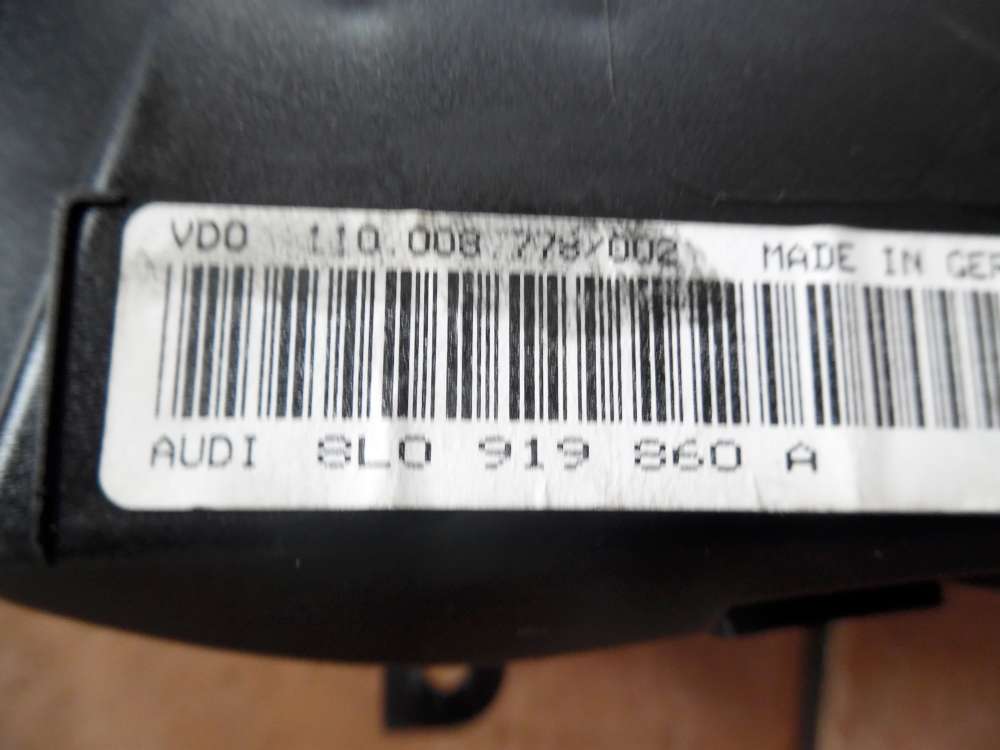 VDO 110.008.778/002 MADE IN GER
AUDI 8L0 919 860 A